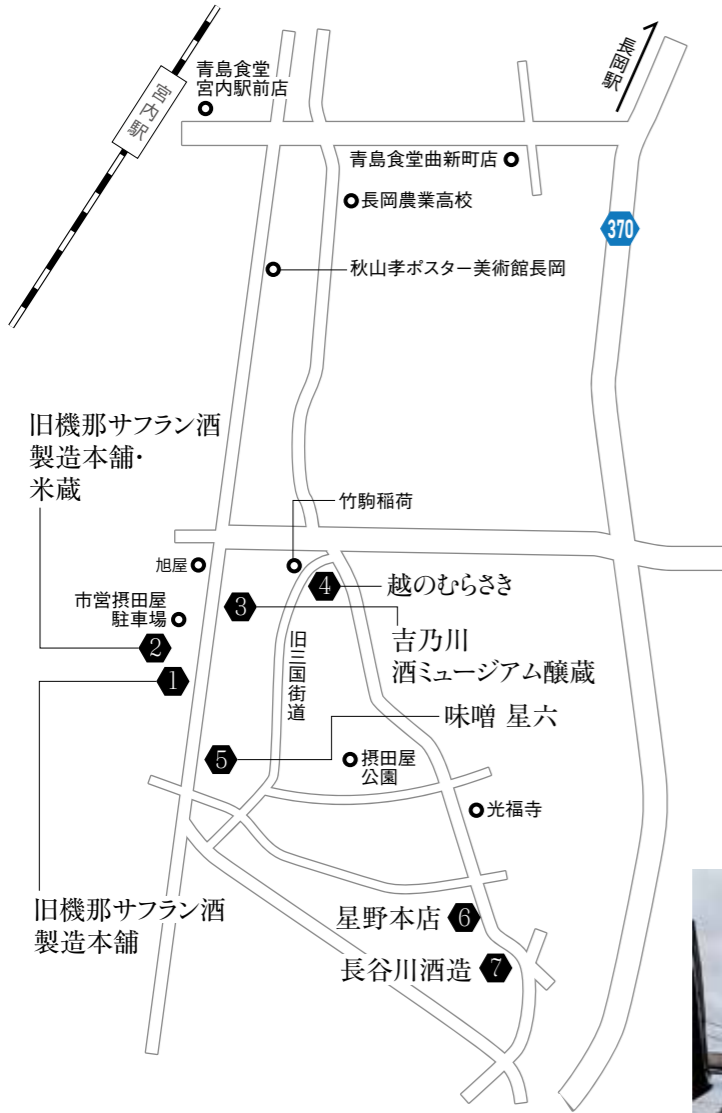 長岡駅
青島食堂
宮内駅前店
宮内駅
青島食堂曲新町店
長岡農業高校
370
秋山孝ポスター美術館長岡
旧機那サフラン酒
製造本舗・
米蔵
竹駒稲荷
旭屋
4
越のむらさき
市営摂田屋
駐車場
3
吉乃川
酒ミュージアム醸蔵
2
旧三国街道
1
味噌 星六
5
摂田屋
公園
光福寺
旧機那サフラン酒
製造本舗
星野本店
6
長谷川酒造
7